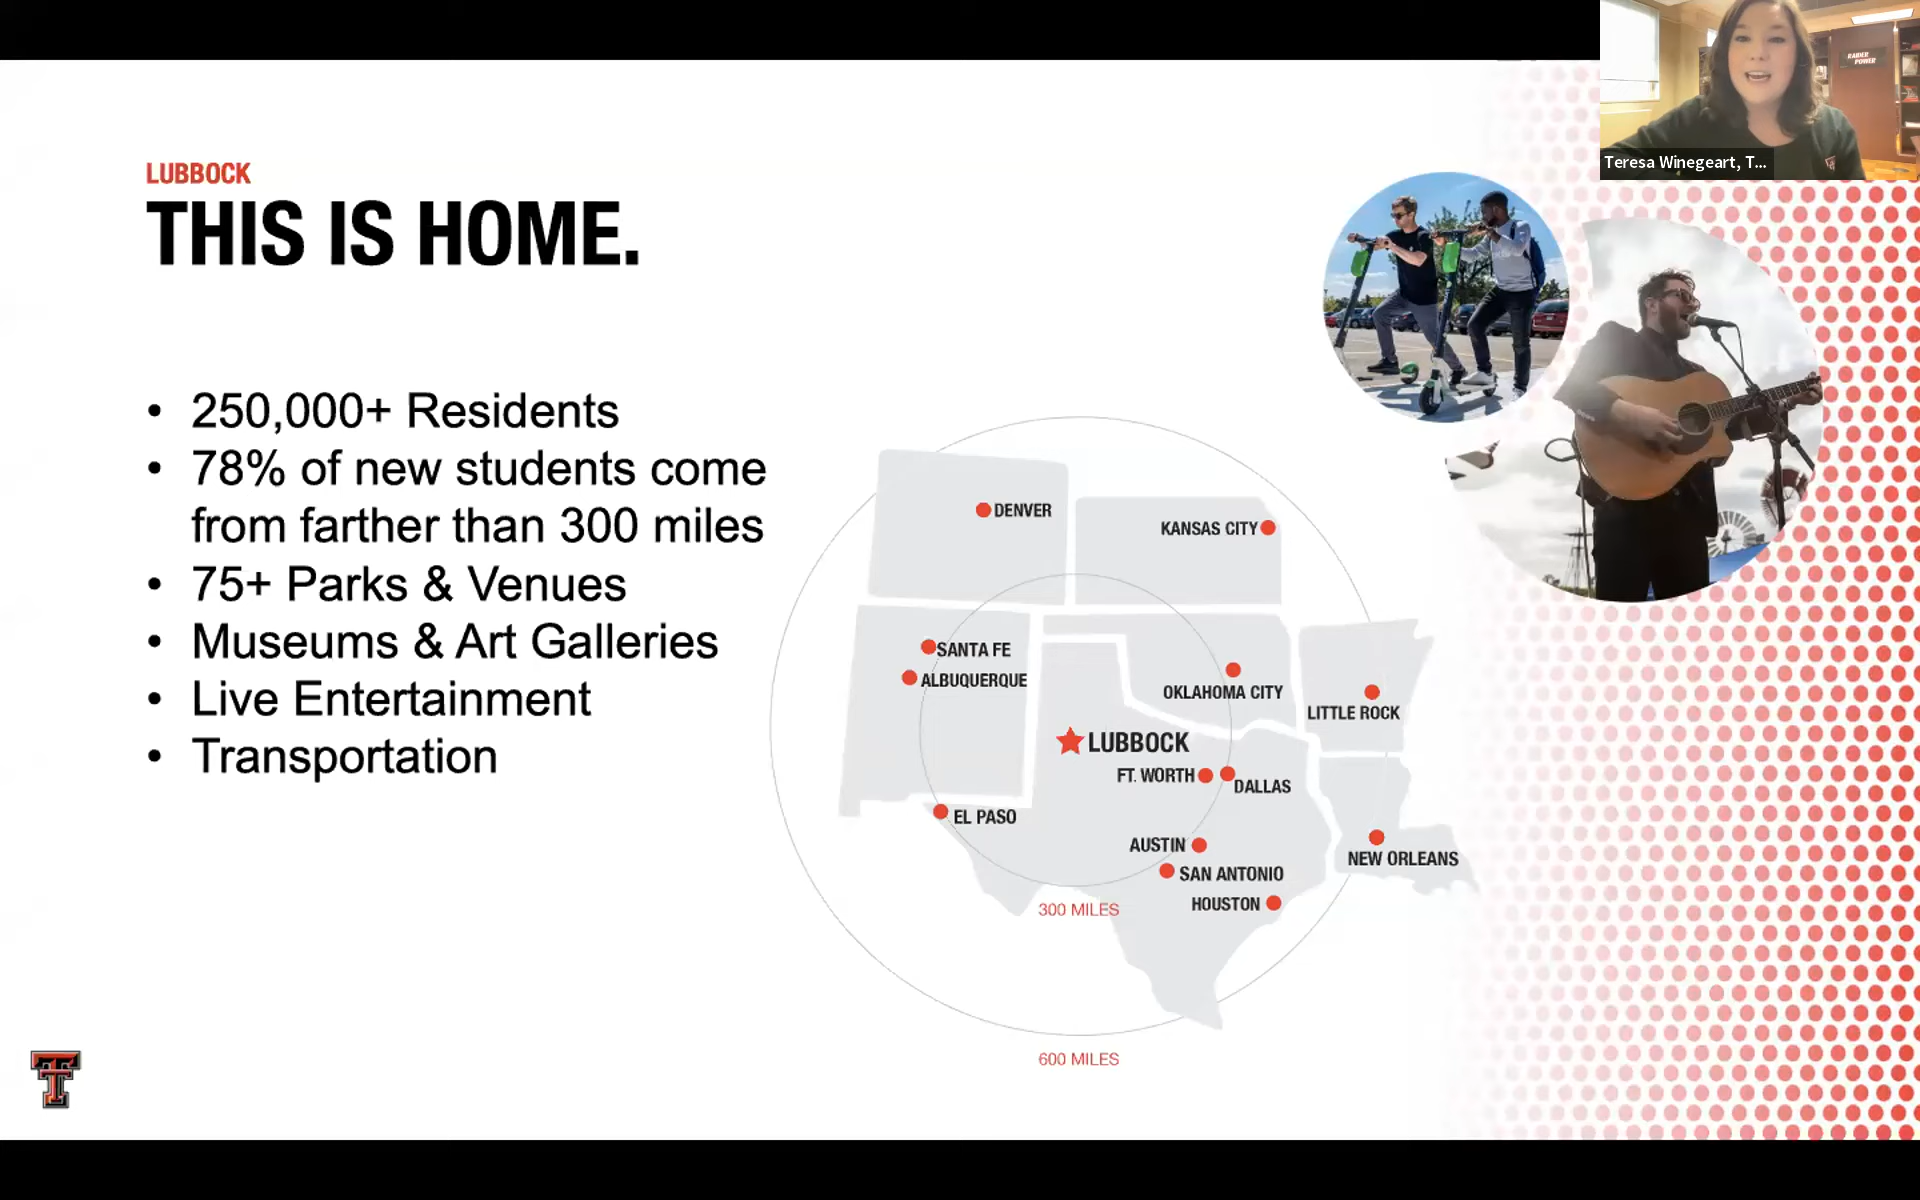 LUBBOCK
THIS IS HOME.
• 250,000+ Residents
• 78% of new students come
from farther than 300 miles
• 75+ Parks & Venues
• Museums & Art Galleries
• Live Entertainment
• Transportation
DENVER
KANSAS CITY
SANTA FE
ALBUQUERQUE
OKLAHOMA CITY
LITTLE ROCK
LUBBOCK
FT. WORTH
DALLAS
EL PASO
AUSTIN
NEW ORLEANS
SAN ANTONIO
HOUSTON
300 MILES
600 MILES
RAIDER
POWER
Teresa Winegeart, T...